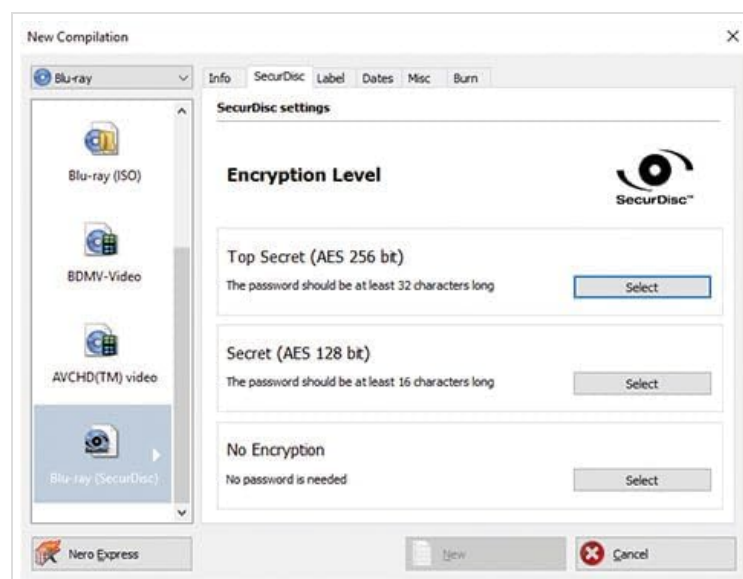 New Compilation
Blu-ray
Info SecurDisc Label Dates Misc Burn
SecurDisc settings
Blu-ray (ISO)
BDMV-Video
AVCHD(TM) video
Blu-ray (SecurDisc)
Encryption Level
SecurDisc™
Top Secret (AES 256 bit)
The password should be at least 32 characters long
Select
Secret (AES 128 bit)
The password should be at least 16 characters long
Select
No Encryption
No password is needed
Select
Nero Express
New
Cancel